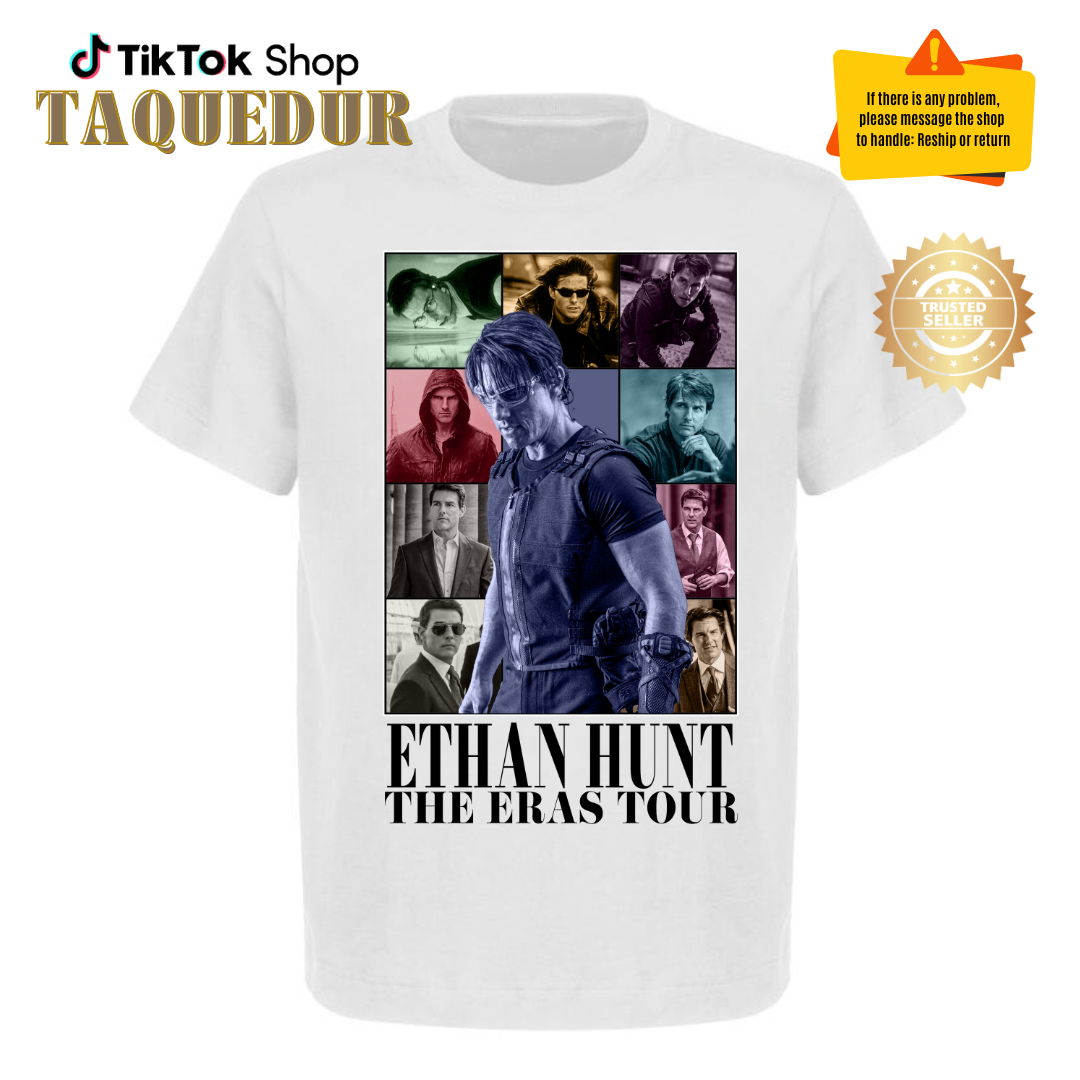 TikTok Shop
TAQUEDUR
If there is any problem,
please message the shop
to handle: Reship or return
TRUSTED
SELLER
ETHAN HUNT
THE ERAS TOUR